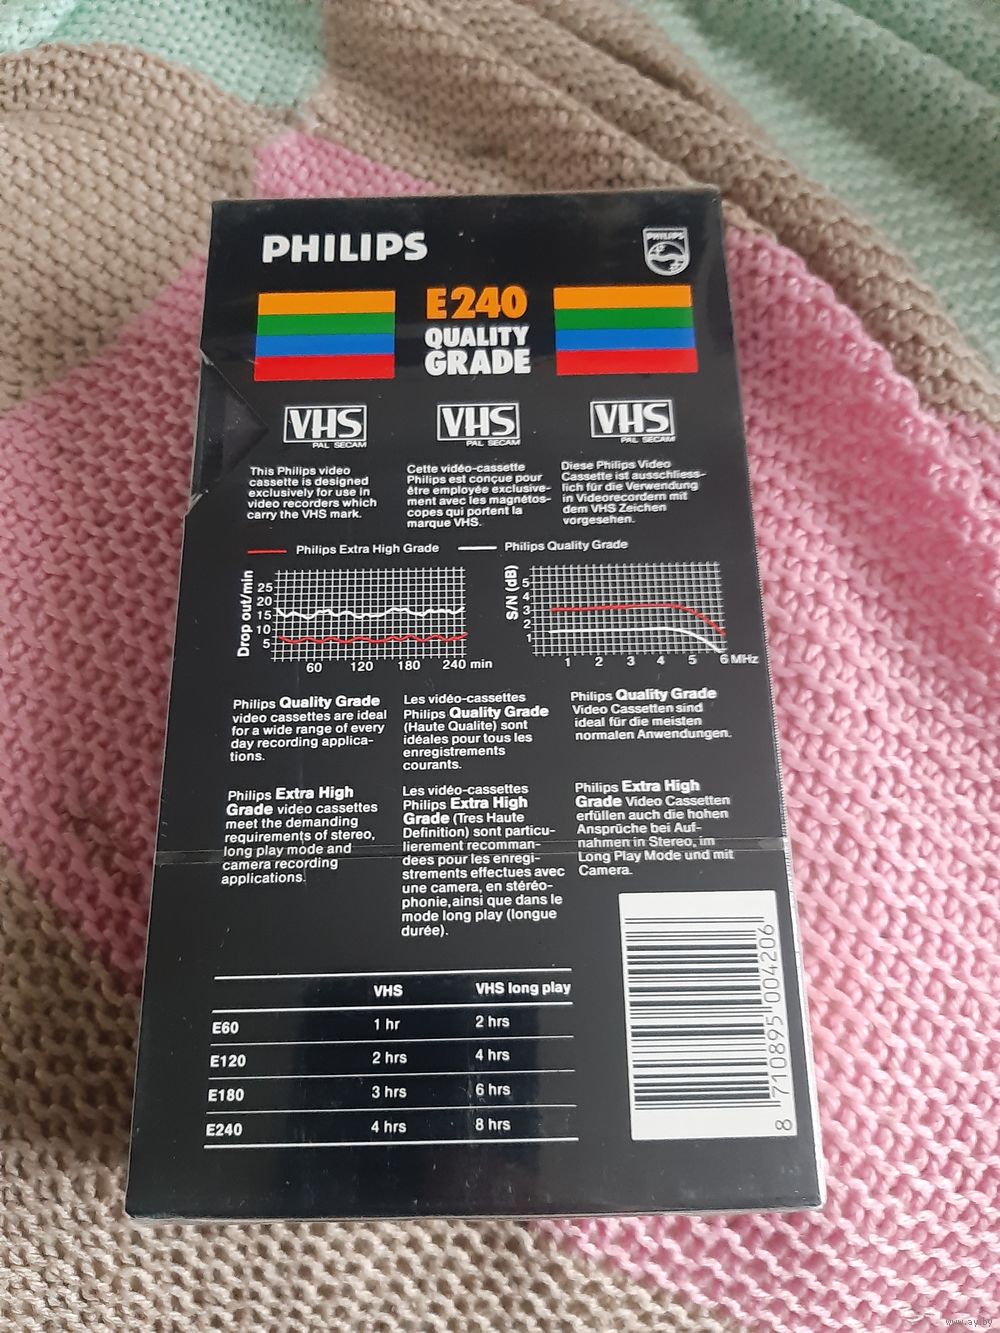 PHILIPS
PHILIPS
E240
QUALITY
GRADE
VHS
PAL SECAM
VHS
PAL SECAM
VHS
PAL SECAM
This Philips video
cassette is designed
exclusively for use in
video recorders which
carry the VHS mark.
Cette vidéo-cassette
Philips est conçue pour
être employée exclusive-
ment avec les magnétos-
copes qui portent la
marque VHS.
Diese Philips Video
Cassette ist ausschliess-
lich für die Verwendung
in Videorecordern mit
dem VHS Zeichen
vorgesehen.
Philips Extra High Grade
Philips Quality Grade
Drop out/min
25
20
15
10
5
60 120 180 240 min
S/N (dB)
5
4
3
2
1
1 2 3 4 5 6 MHz
Philips Quality Grade
video cassettes are ideal
for a wide range of every
day recording applica-
tions.
Les vidéo-cassettes
Philips Quality Grade
(Haute Qualite) sont
idéales pour tous les
enregistrements
courants.
Philips Quality Grade
Video Cassetten sind
ideal für die meisten
normalen Anwendungen.
Philips Extra High
Grade video cassettes
meet the demanding
requirements of stereo,
long play mode and
camera recording
applications.
Les vidéo-cassettes
Philips Extra High
Grade (Tres Haute
Definition) sont particu-
lierement recomman-
dees pour les enregi-
strements effectues avec
une camera, en stéréo-
phonie,ainsi que dans le
mode long play (longue
durée).
Philips Extra High
Grade Video Cassetten
erfüllen auch die hohen
Ansprüche bei Auf-
nahmen in Stereo, im
Long Play Mode und mit
Camera.
VHS VHS long play
E60 1 hr 2 hrs
E120 2 hrs 4 hrs
E180 3 hrs 6 hrs
E240 4 hrs 8 hrs
8 710895 004206
www.ay.by